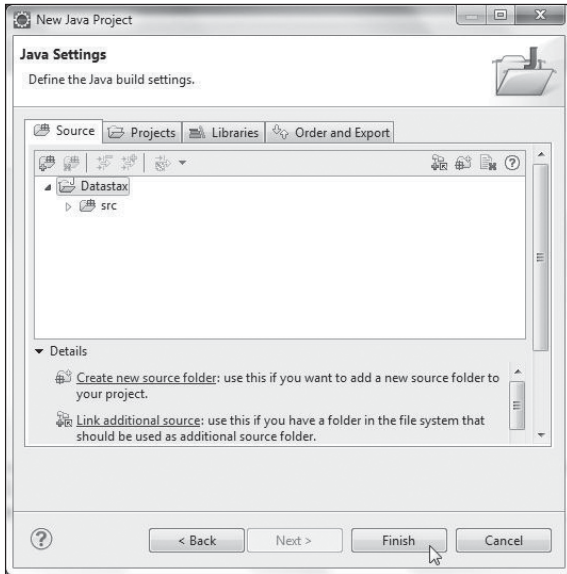 New Java Project
Java Settings
Define the Java build settings.
Source Projects Libraries Order and Export
Datastax
src
Details
Create new source folder: use this if you want to add a new source folder to
your project.
Link additional source: use this if you have a folder in the file system that
should be used as additional source folder.
< Back Next > Finish Cancel